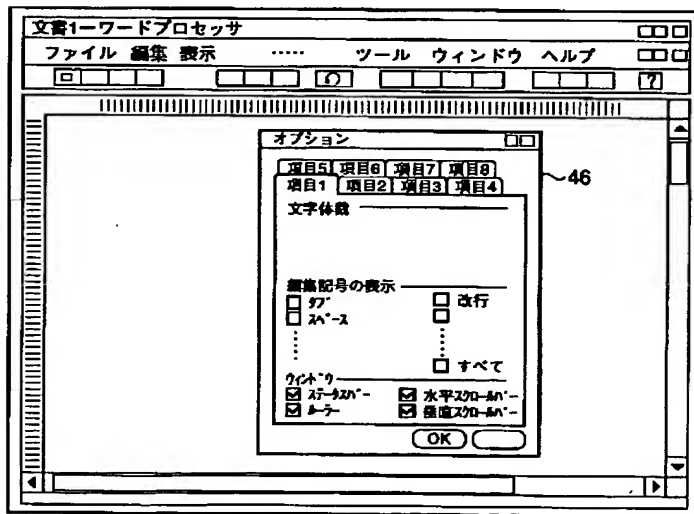 文書1ーワードプロセッサ
ファイル 編集 表示 ‥‥‥ ツール ウィンドウ ヘルプ
?
オプション
46
項目5 項目6 項目7 項目8
項目1 項目2 項目3 項目4
文字体裁
編集記号の表示
タブ 改行
スペース
すべて
ウィンドウ
ステータスバー 水平スクロールバー
ルーラー 垂直スクロールバー
OK